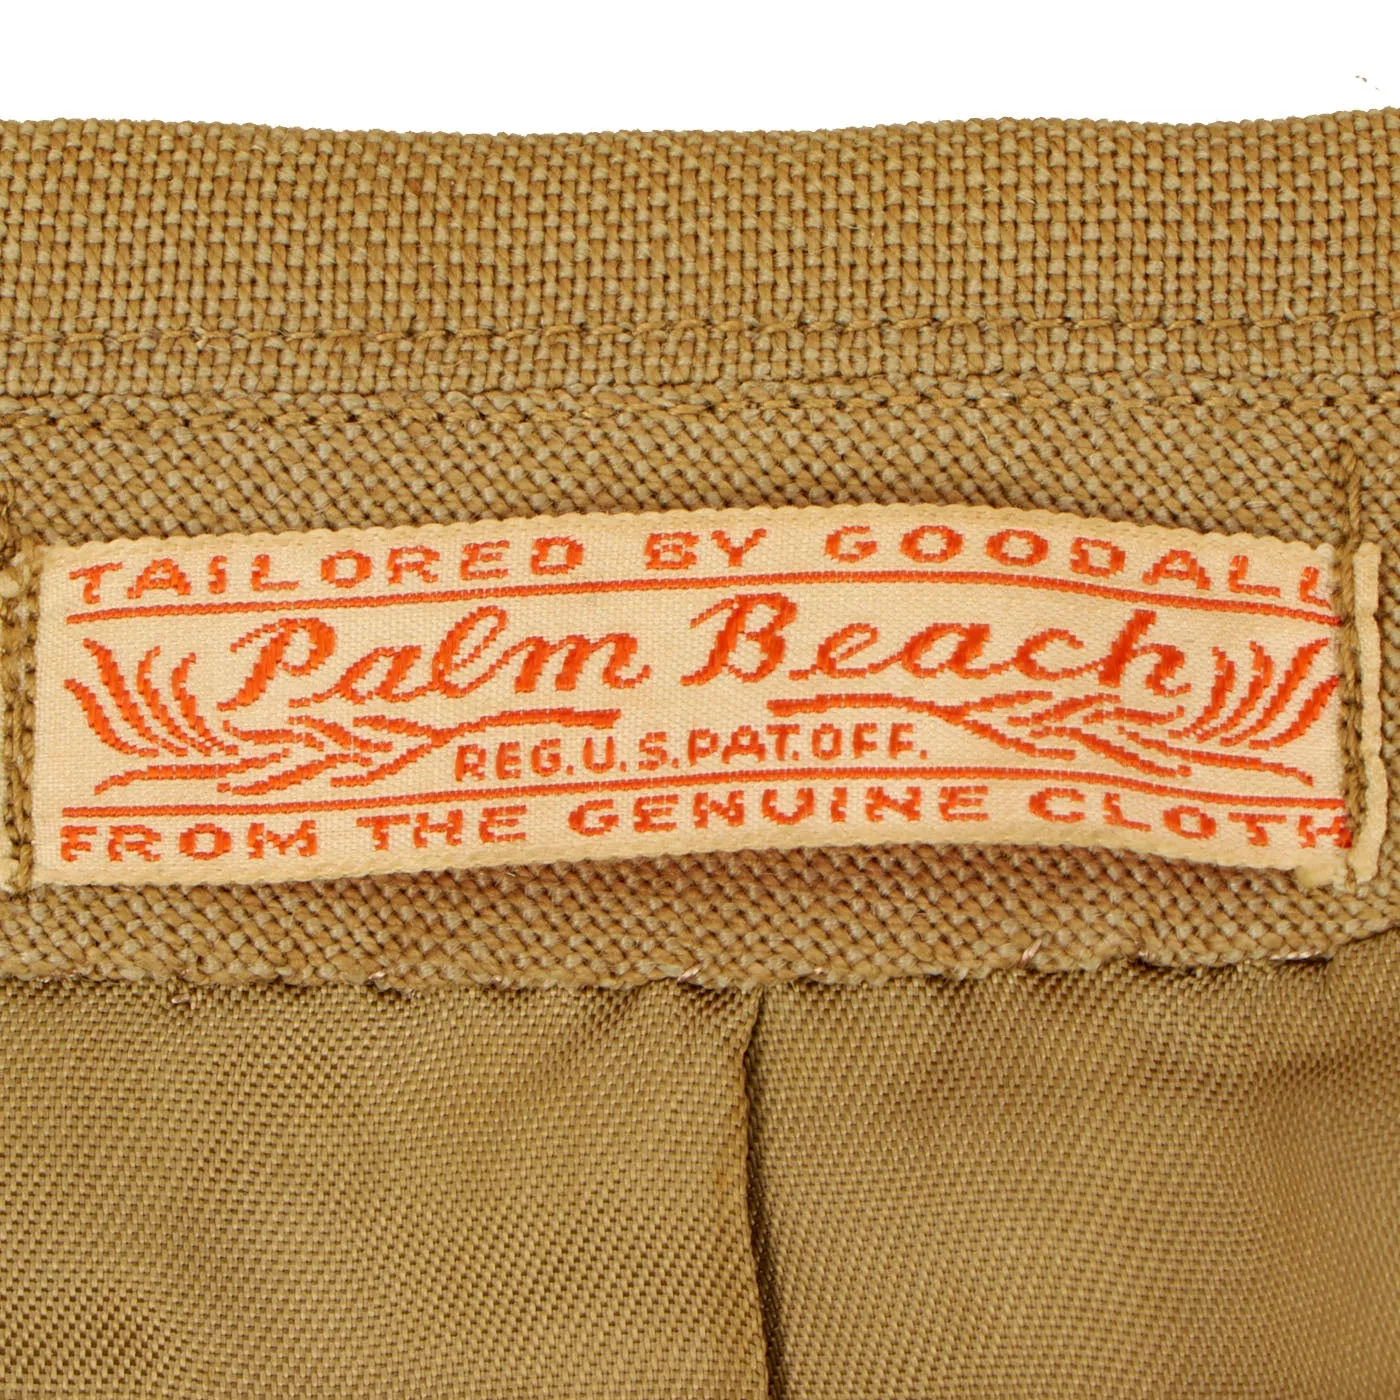 TAILORED BY GOODALL
Palm Beach
REG. U. S. PAT. OFF.
FROM THE GENUINE CLOTH